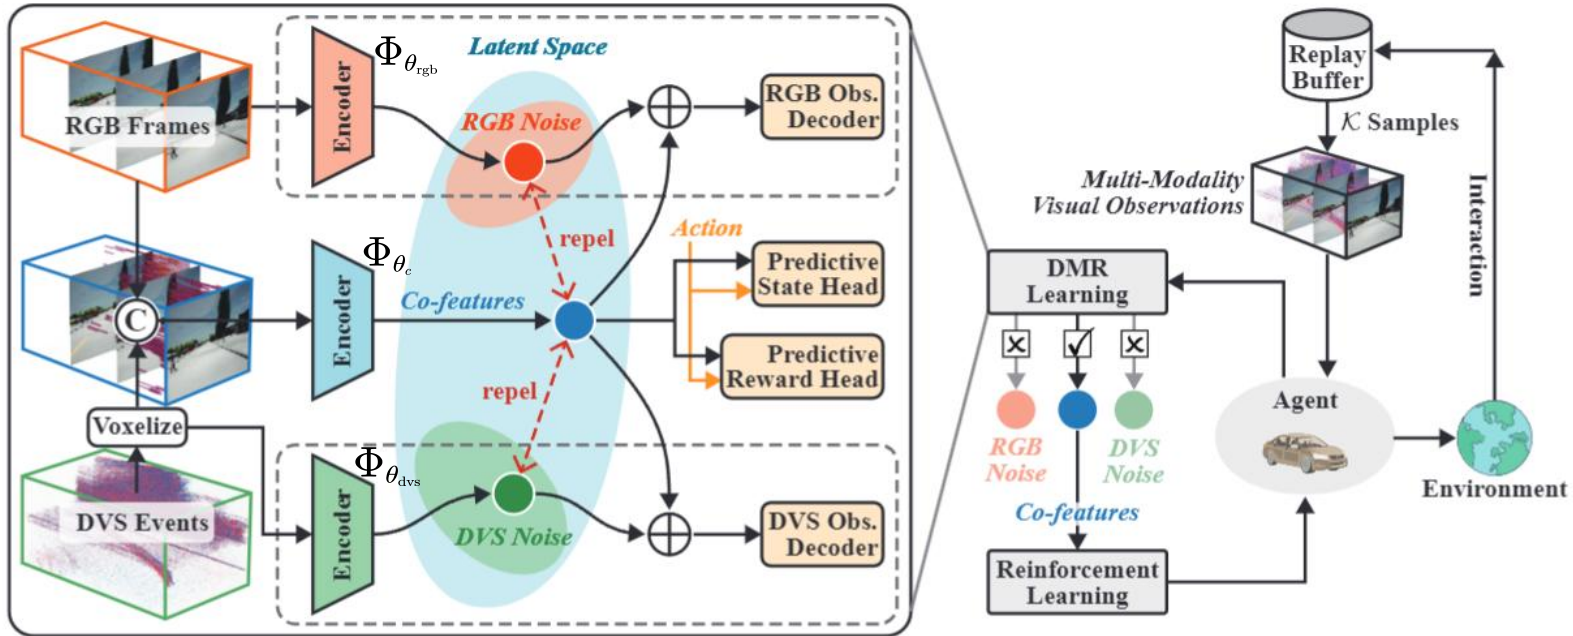 Latent Space
Φθrgb
Encoder
RGB Frames
RGB Noise
RGB Obs.
Decoder
repel
Action
Φθc
Encoder
C
Co-features
Predictive
State Head
Predictive
Reward Head
repel
Voxelize
Φθdvs
Encoder
DVS Events
DVS Noise
DVS Obs.
Decoder
Replay
Buffer
K Samples
Multi-Modality
Visual Observations
Interaction
DMR
Learning
Agent
RGB
Noise
DVS
Noise
Environment
Co-features
Reinforcement
Learning